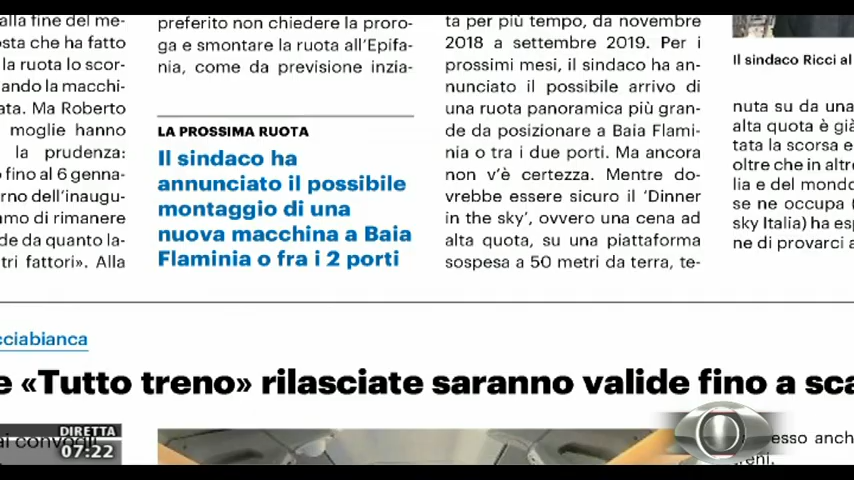 alla fine del me-
osta che ha fatto
la ruota lo scor-
ando la macchi-
ata. Ma Roberto
moglie hanno
la prudenza:
fino al 6 genna-
rno dell'inaugu-
amo di rimanere
de da quanto la-
tri fattori». Alla
preferito non chiedere la proro-
ga e smontare la ruota all'Epifa-
nia, come da previsione inzia-
LA PROSSIMA RUOTA
Il sindaco ha
annunciato il possibile
montaggio di una
nuova macchina a Baia
Flaminia o fra i 2 porti
ta per più tempo, da novembre
2018 a settembre 2019. Per i
prossimi mesi, il sindaco ha an-
nunciato il possibile arrivo di
una ruota panoramica più gran-
de da posizionare a Baia Flami-
nia o tra i due porti. Ma ancora
non v'è certezza. Mentre do-
vrebbe essere sicuro il 'Dinner
in the sky', ovvero una cena ad
alta quota, su una piattaforma
sospesa a 50 metri da terra, te-
Il sindaco Ricci al
nuta su da una
alta quota è già
tata la scorsa e
oltre che in altre
lia e del mondo
se ne occupa (
sky Italia) ha esp
ne di provarci a
cciabianca
e «Tutto treno» rilasciate saranno valide fino a sca
ai convogli
esso anch
reni.
DIRETTA
07:22